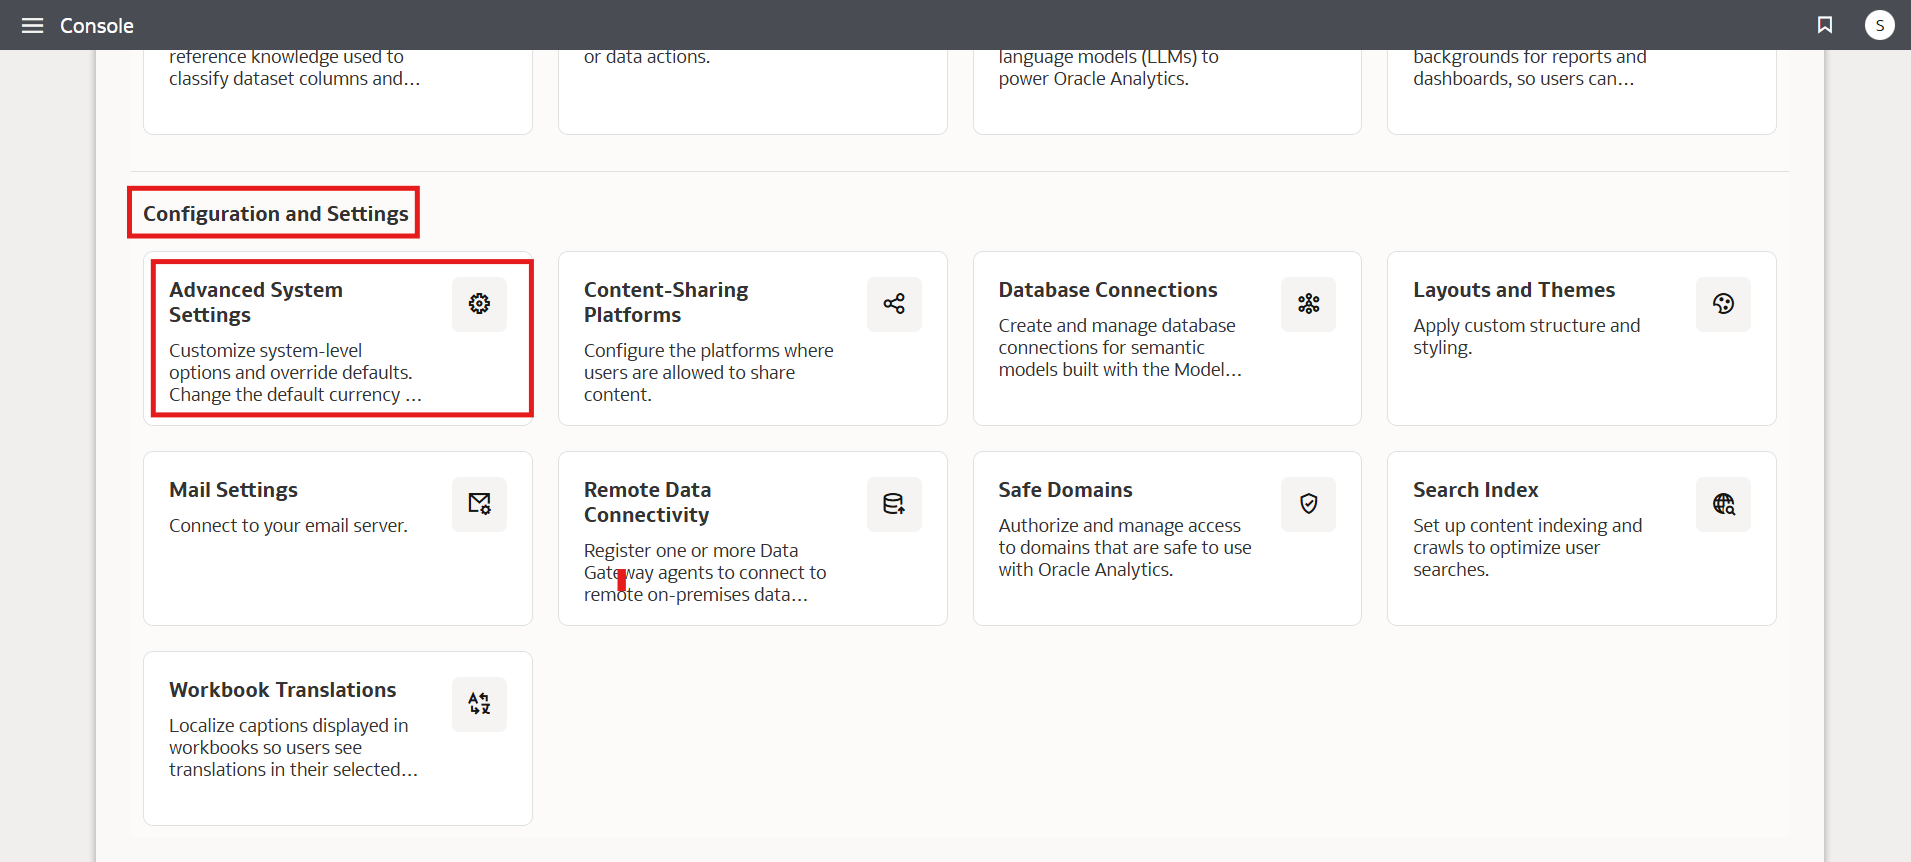 Console
S
reference knowledge used to
classify dataset columns and...
or data actions.
language models (LLMs) to
power Oracle Analytics.
backgrounds for reports and
dashboards, so users can...
Configuration and Settings
Advanced System
Settings
Customize system-level
options and override defaults.
Change the default currency ...
Content-Sharing
Platforms
Configure the platforms where
users are allowed to share
content.
Database Connections
Create and manage database
connections for semantic
models built with the Model...
Layouts and Themes
Apply custom structure and
styling.
Mail Settings
Connect to your email server.
Remote Data
Connectivity
Register one or more Data
Gateway agents to connect to
remote on-premises data...
Safe Domains
Authorize and manage access
to domains that are safe to use
with Oracle Analytics.
Search Index
Set up content indexing and
crawls to optimize user
searches.
Workbook Translations
Localize captions displayed in
workbooks so users see
translations in their selected...